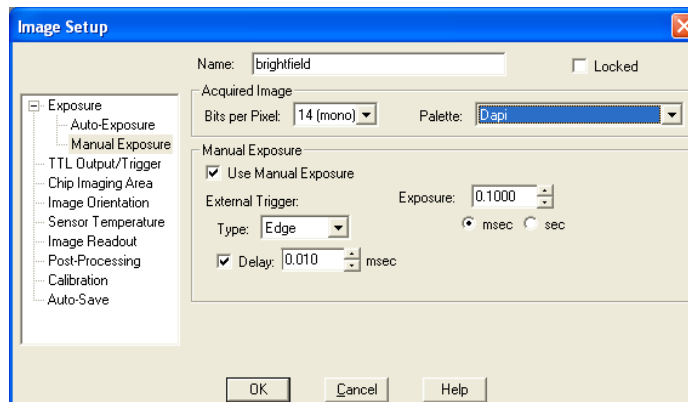 Image Setup
Name: brightfield Locked
Acquired Image
Bits per Pixel: 14 (mono) Palette: Dapi
Exposure
Auto-Exposure
Manual Exposure
TTL Output/Trigger
Chip Imaging Area
Image Orientation
Sensor Temperature
Image Readout
Post-Processing
Calibration
Auto-Save
Manual Exposure
Use Manual Exposure
External Trigger: Exposure: 0.1000
Type: Edge msec sec
Delay: 0.010 msec
OK Cancel Help